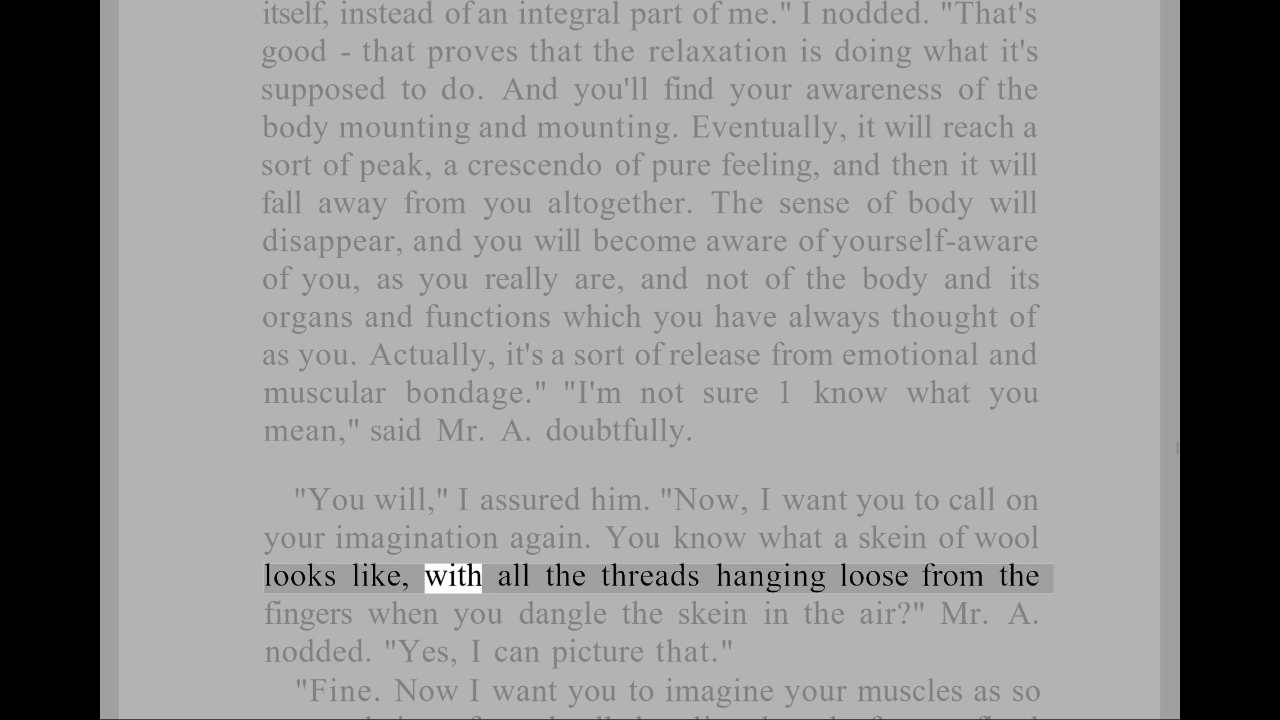 itself, instead of an integral part of me." I nodded. "That's
good - that proves that the relaxation is doing what it's
supposed to do. And you'll find your awareness of the
body mounting and mounting. Eventually, it will reach a
sort of peak, a crescendo of pure feeling, and then it will
fall away from you altogether. The sense of body will
disappear, and you will become aware of yourself-aware
of you, as you really are, and not of the body and its
organs and functions which you have always thought of
as you. Actually, it's a sort of release from emotional and
muscular bondage." "I'm not sure 1 know what you
mean," said Mr. A. doubtfully.
"You will," I assured him. "Now, I want you to call on
your imagination again. You know what a skein of wool
looks like, with all the threads hanging loose from the
fingers when you dangle the skein in the air?" Mr. A.
nodded. "Yes, I can picture that."
"Fine. Now I want you to imagine your muscles as so